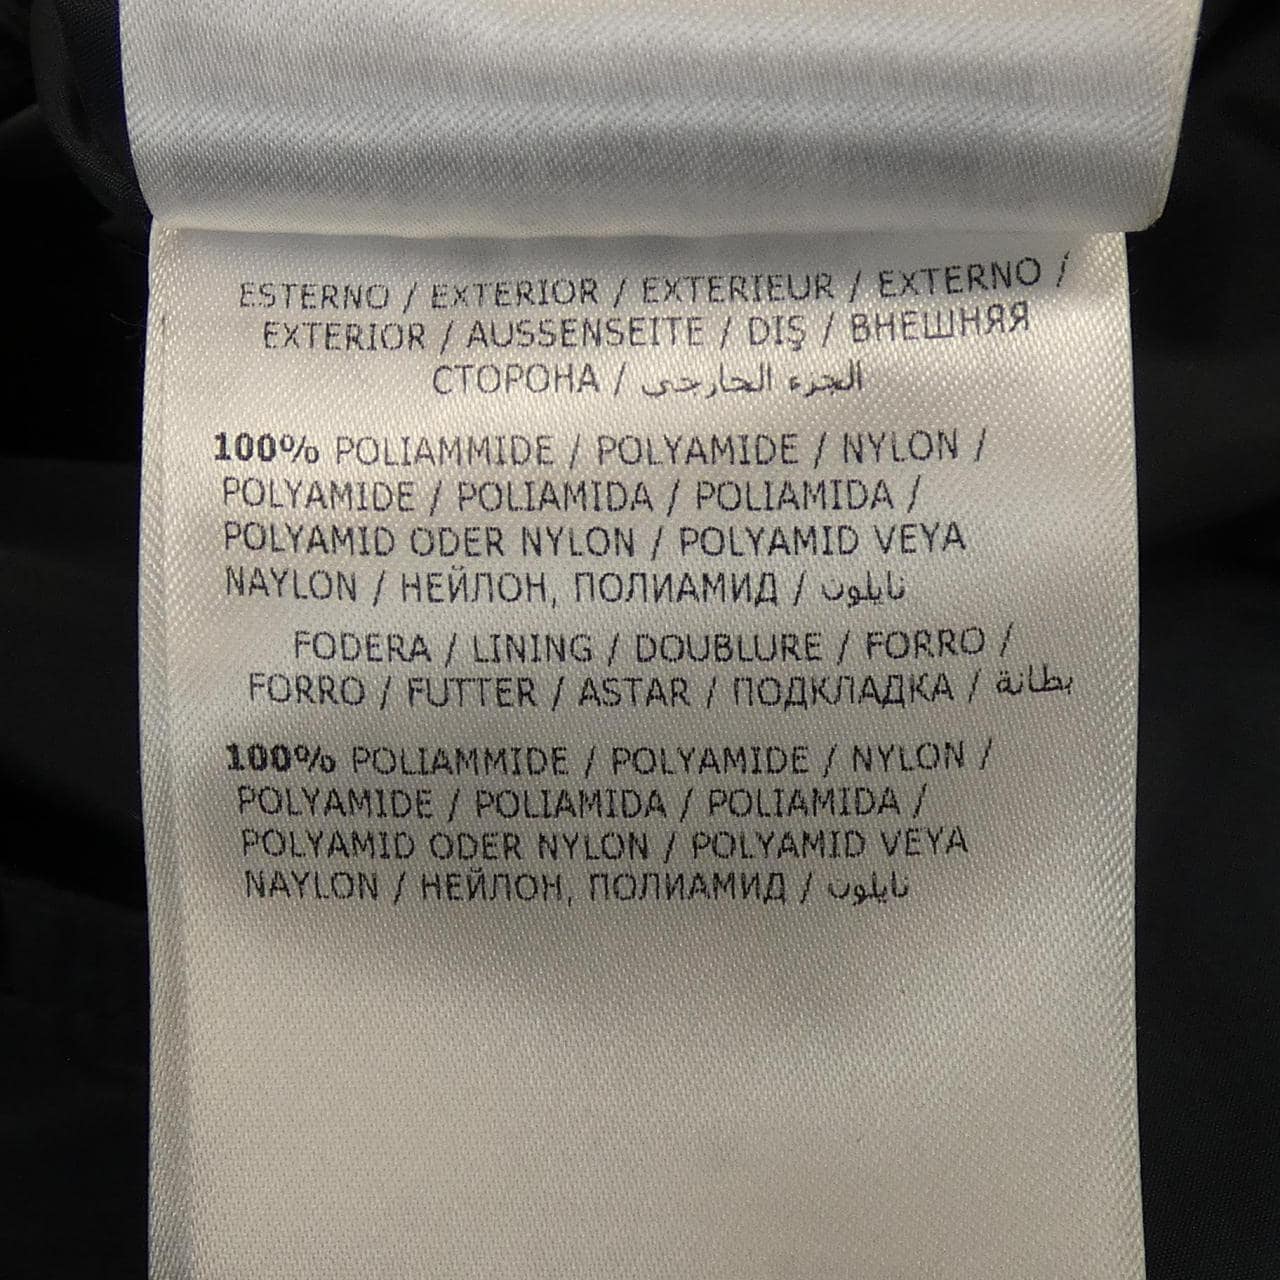 ESTERNO / EXTERIOR / EXTERIEUR / EXTERNO /
EXTERIOR / AUSSENSEITE / DIŞ / ВНЕШНЯЯ
СТОРОНА / الجزء الخارجي
100% POLIAMMIDE / POLYAMIDE / NYLON /
POLYAMIDE / POLIAMIDA / POLIAMIDA /
POLYAMID ODER NYLON / POLYAMID VEYA
NAYLON / НЕЙЛОН, ПОЛИАМИД / نايلون
FODERA / LINING / DOUBLURE / FORRO /
FORRO / FUTTER / ASTAR / ПОДКЛАДКА / بطانة
100% POLIAMMIDE / POLYAMIDE / NYLON /
POLYAMIDE / POLIAMIDA / POLIAMIDA /
POLYAMID ODER NYLON / POLYAMID VEYA
NAYLON / НЕЙЛОН, ПОЛИАМИД / نايلون